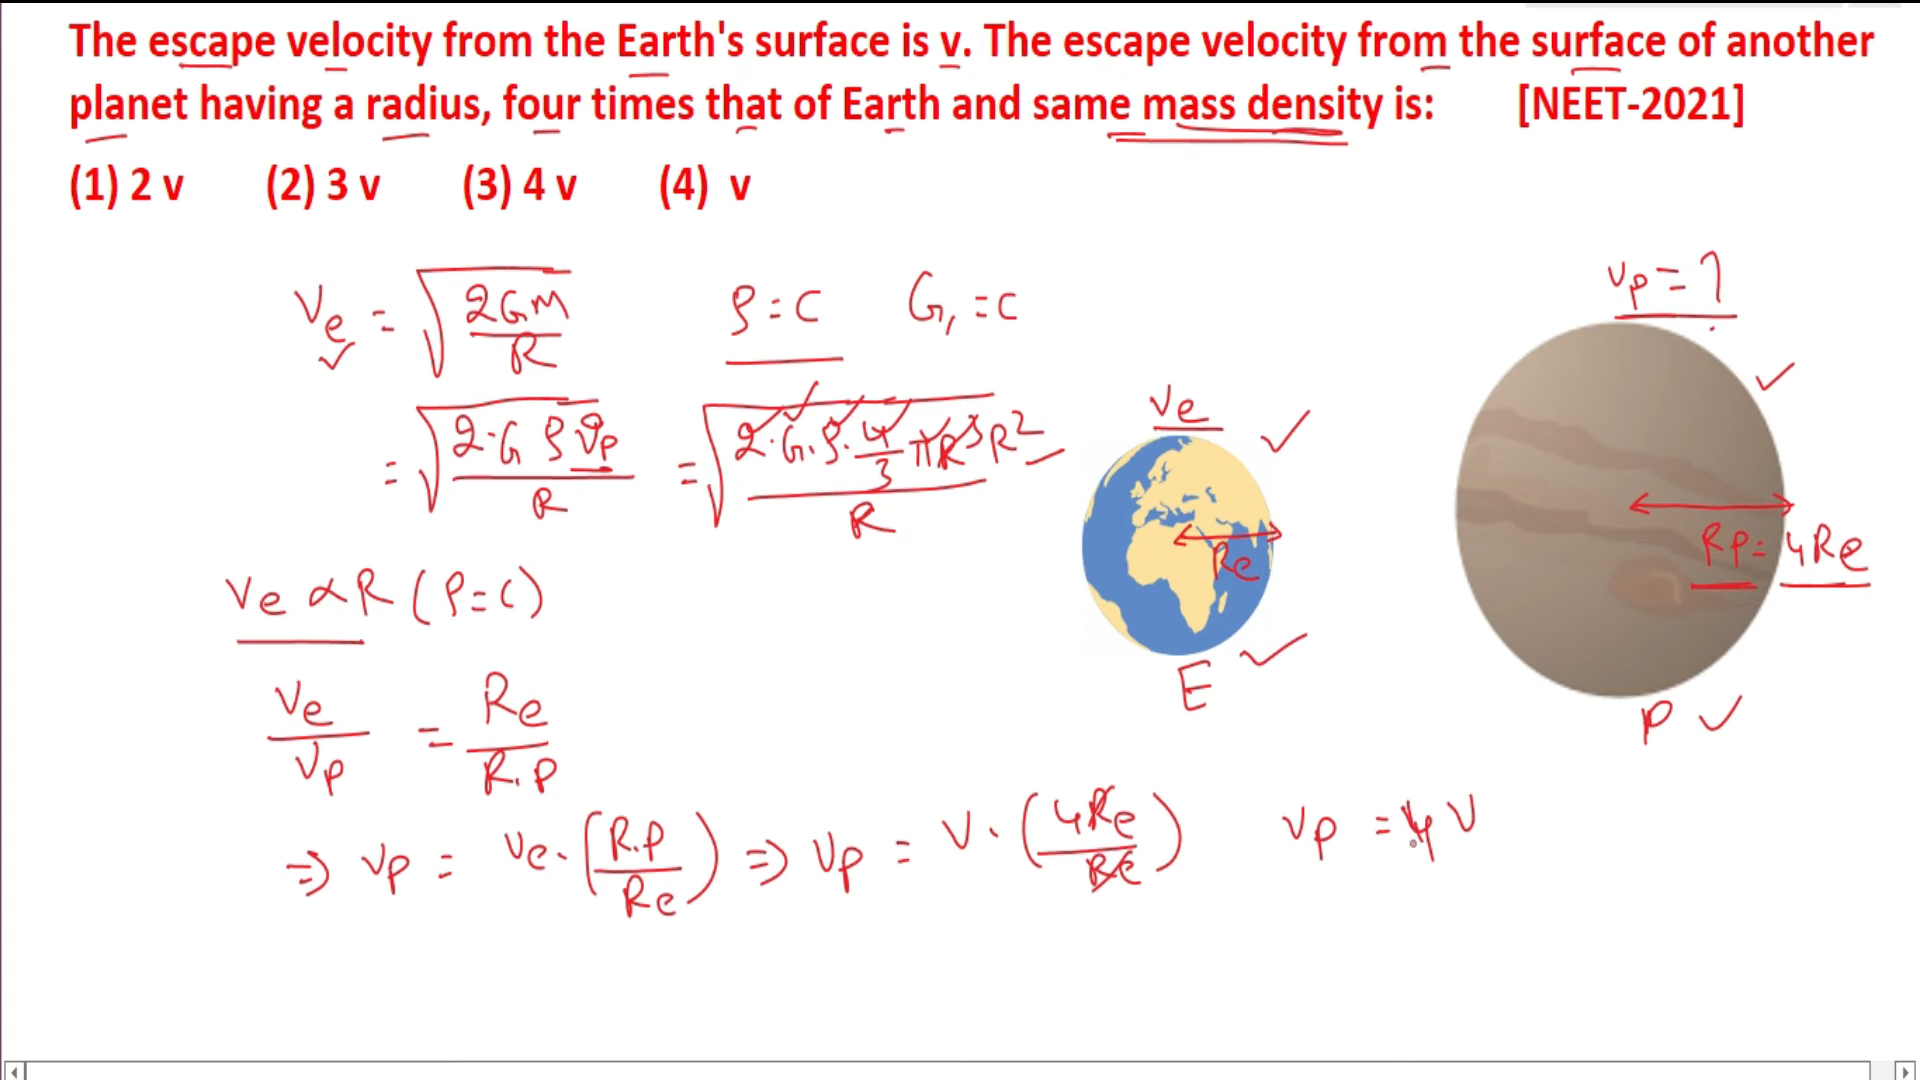 The escape velocity from the Earth's surface is v. The escape velocity from the surface of another
planet having a radius, four times that of Earth and same mass density is: [NEET-2021]
(1) 2 v (2) 3 v (3) 4 v (4) v
Ve = √(2GM/R) ρ = C G, = C
= √(2·G ρ Vp/R) = √(2·G·ρ·4/3 πR³ R²/R)
Ve ∝ R (ρ = C)
Ve/Vp = Re/R.P
⇒ Vp = Ve·(R.P/Re) ⇒ Vp = V·(4Re/Re) Vp = 4V
Ve
Re
E
Vp = ?
Rp = 4Re
P